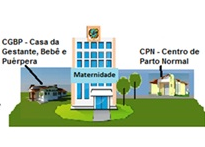 CGBP - Casa da
Gestante, Bebê e
Puérpera
CPN - Centro de
Parto Normal
Maternidade